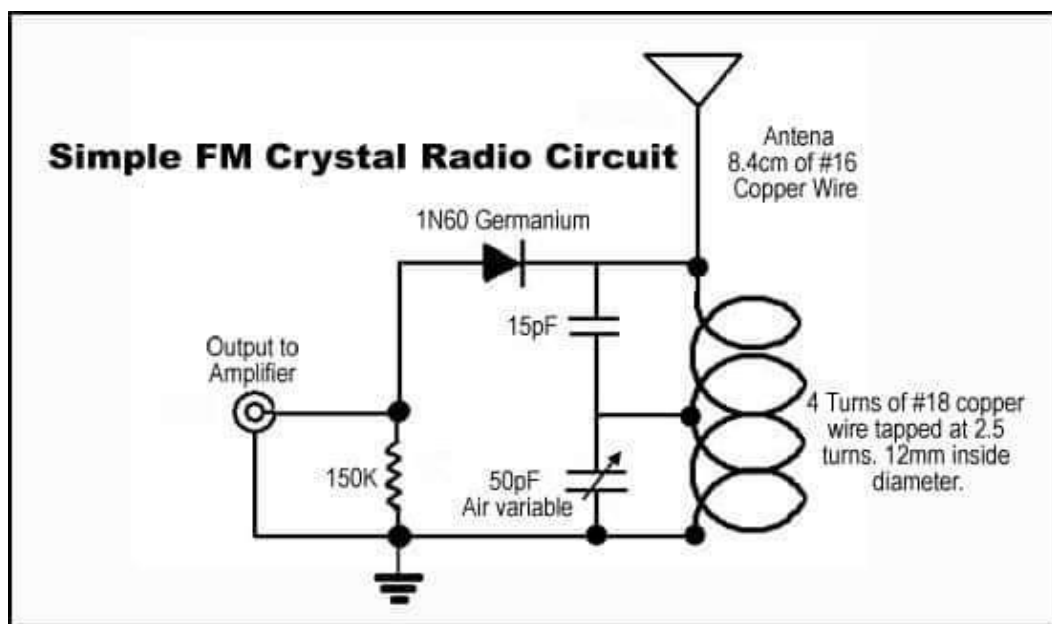 Simple FM Crystal Radio Circuit
Antena
8.4cm of #16
Copper Wire
1N60 Germanium
15pF
Output to
Amplifier
4 Turns of #18 copper
wire tapped at 2.5
turns. 12mm inside
diameter.
150K
50pF
Air variable